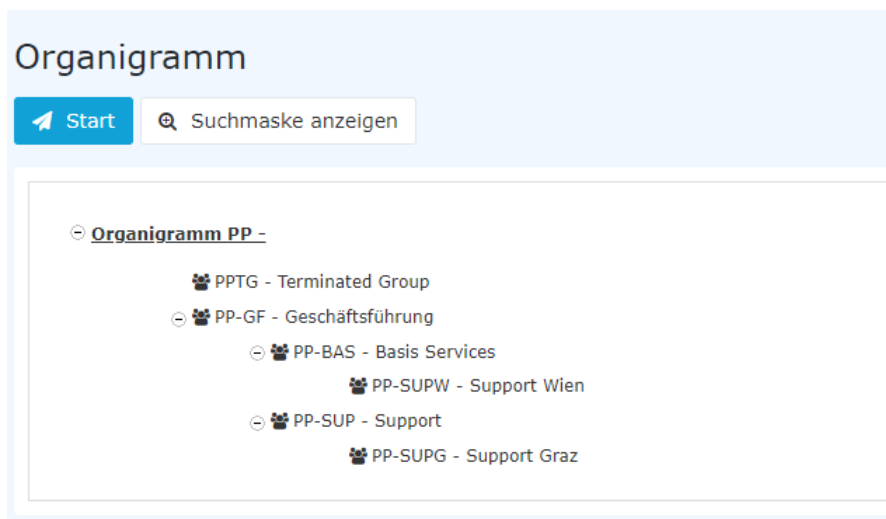 Organigramm
Start
Suchmaske anzeigen
Organigramm PP -
PPTG - Terminated Group
PP-GF - Geschäftsführung
PP-BAS - Basis Services
PP-SUPW - Support Wien
PP-SUP - Support
PP-SUPG - Support Graz